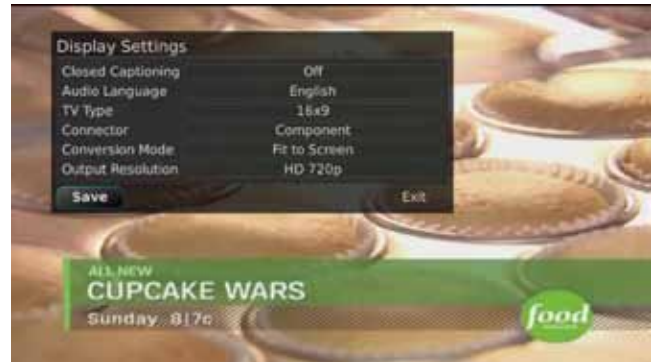 Display Settings
Closed Captioning Off
Audio Language English
TV Type 16x9
Connector Component
Conversion Mode Fit to Screen
Output Resolution HD 720p
Save Exit
ALL NEW
CUPCAKE WARS
Sunday 8|7c
food